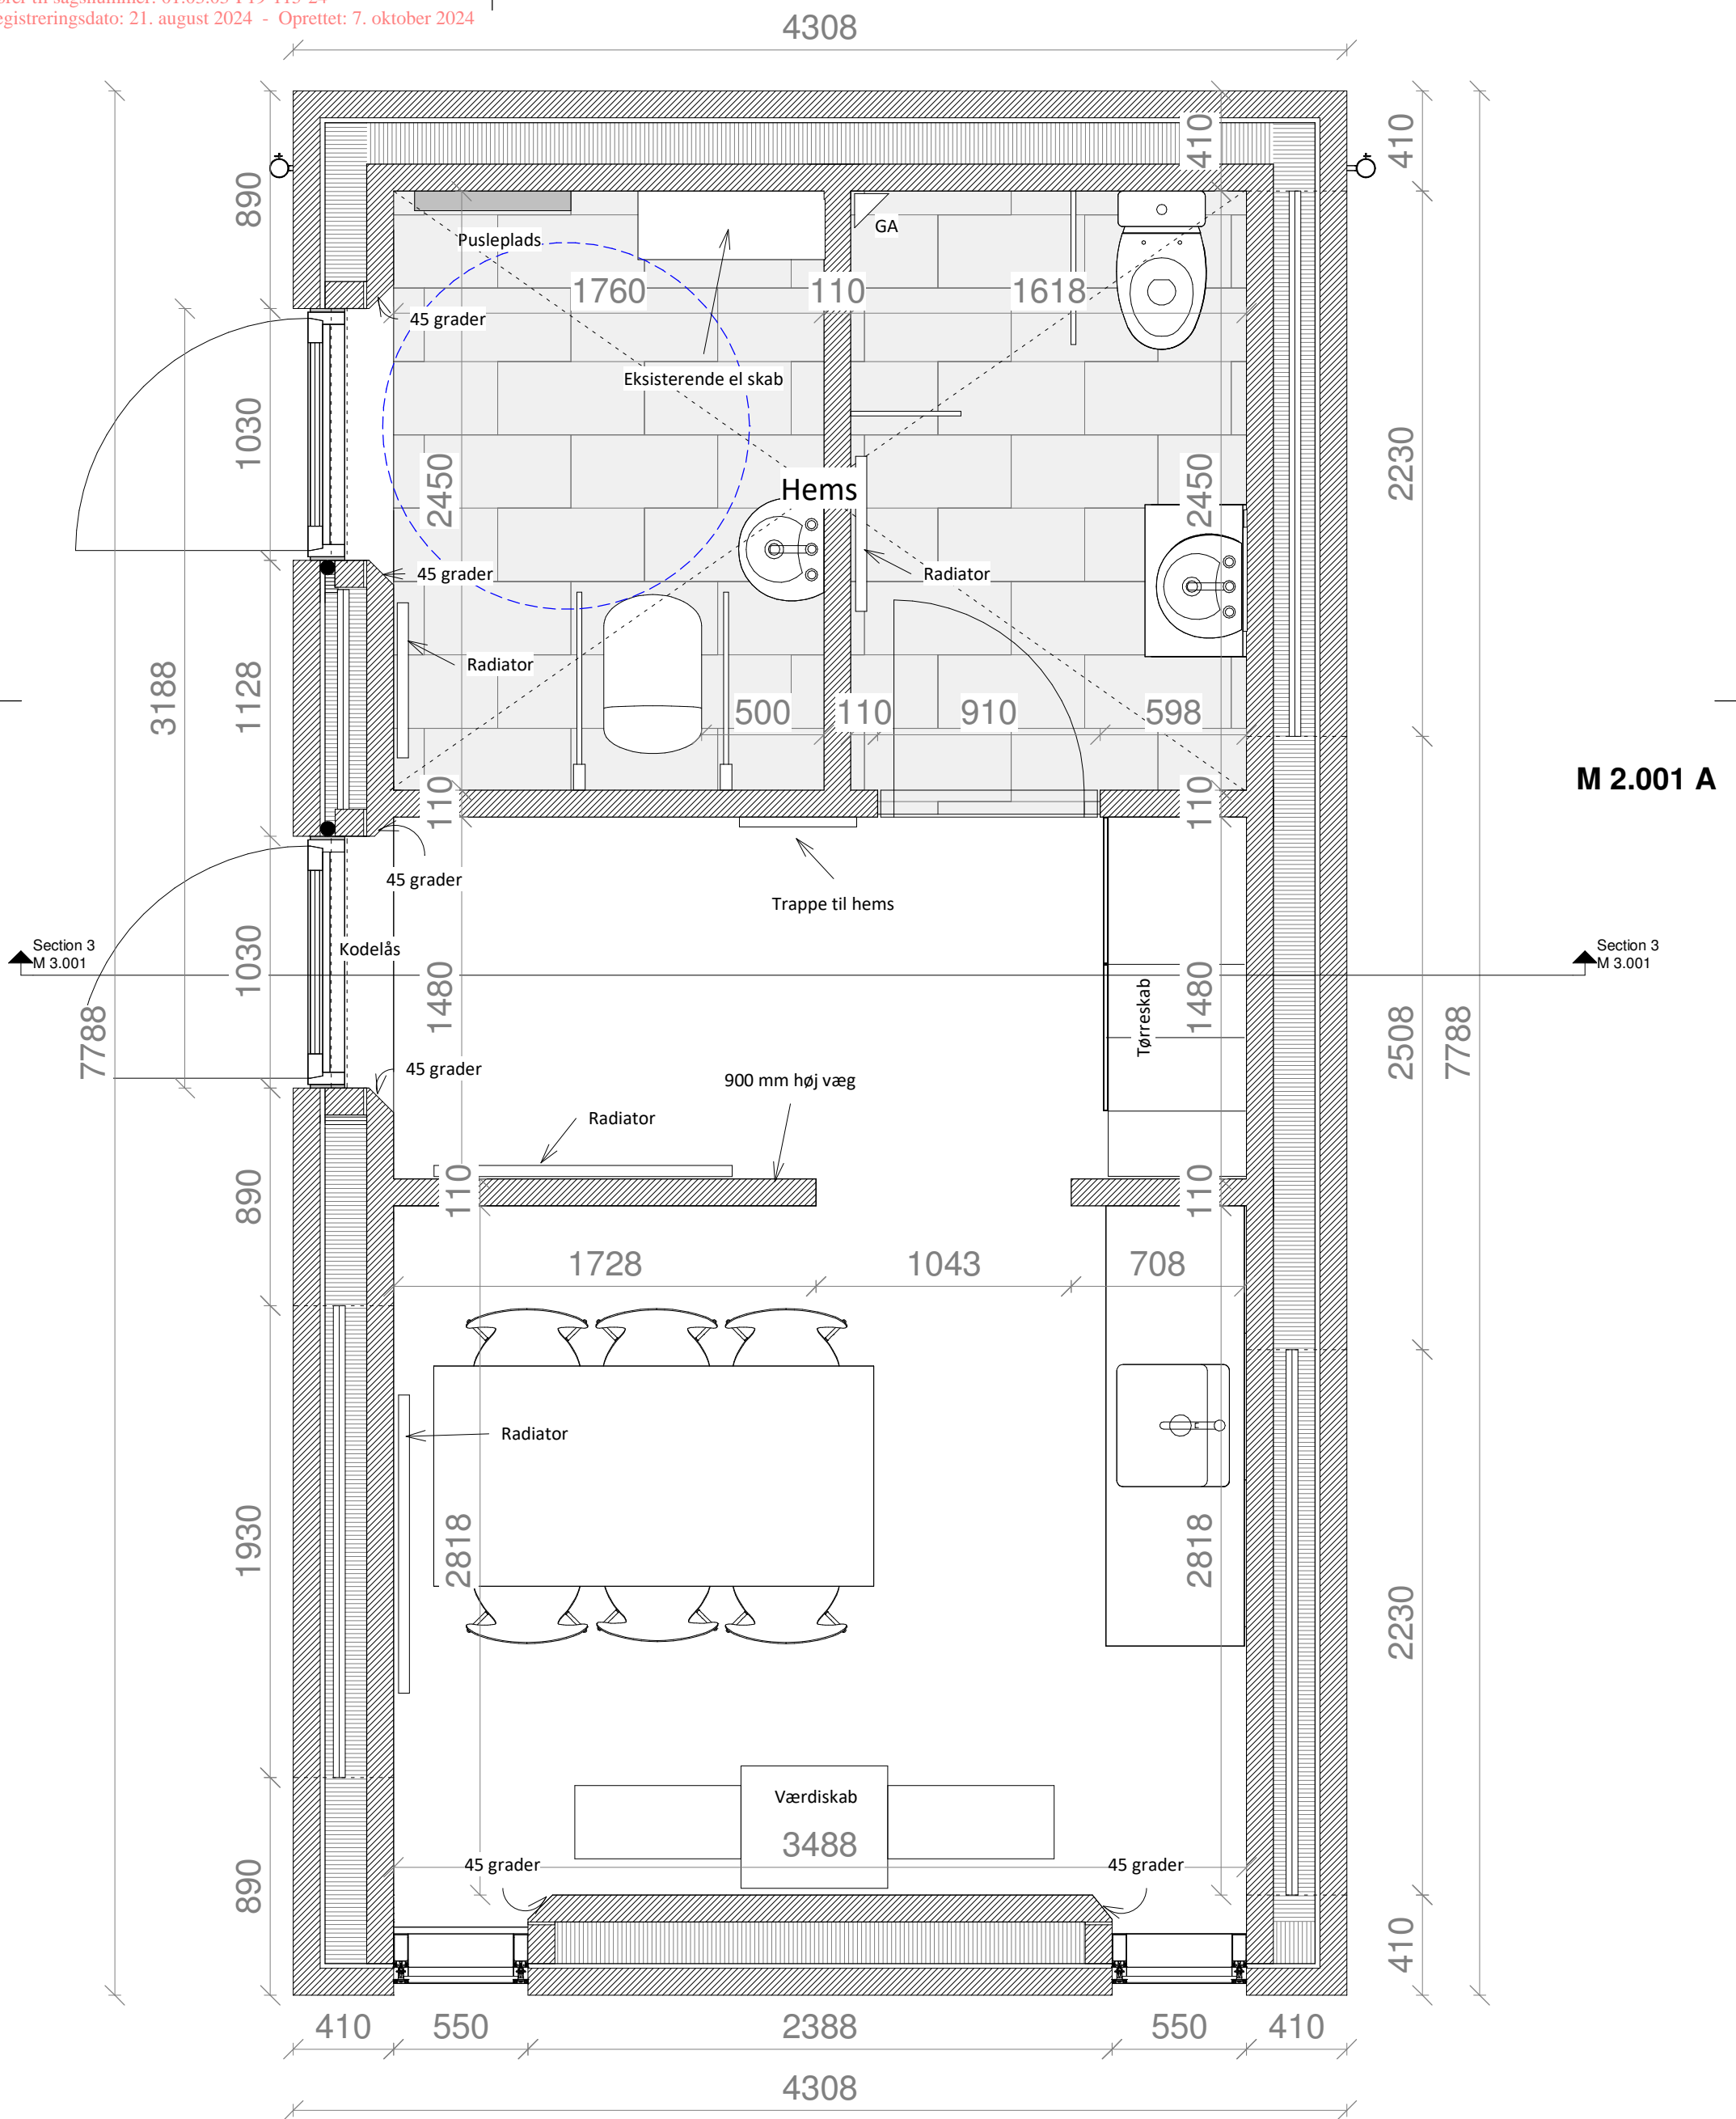 egistreringsdato: 21. august 2024 - Oprettet: 7. oktober 2024
4308
410
410
890
GA
Pusleplads
1760
110
1618
45 grader
Eksisterende el skab
1030
2230
2450
Hems
2450
45 grader
Radiator
Radiator
3188
1128
500
110
910
598
110
110
M 2.001 A
45 grader
Trappe til hems
Section 3
M 3.001
Kodelås
1030
1480
1480
Tørreskab
Section 3
M 3.001
7788
2508
7788
45 grader
900 mm høj væg
Radiator
110
110
890
1728
1043
708
Radiator
1930
2818
2818
2230
Værdiskab
3488
45 grader
45 grader
890
410
410
550
2388
550
410
4308